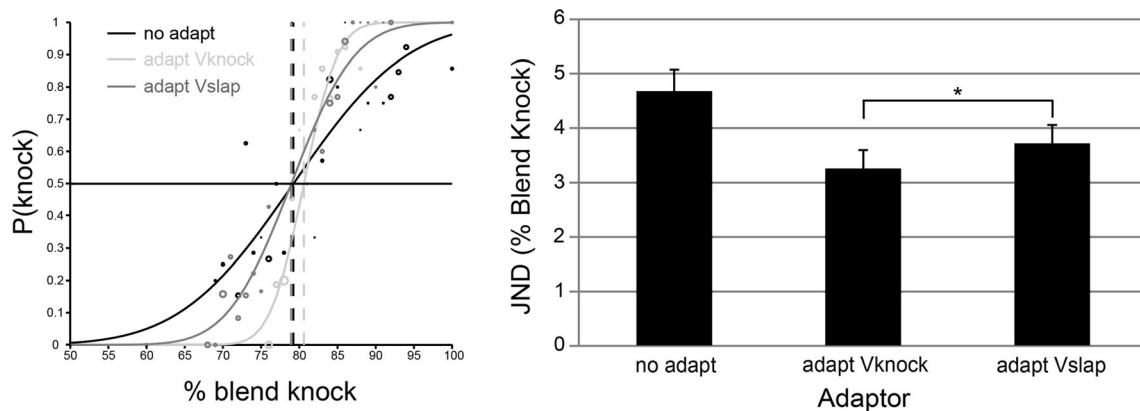 no adapt
adapt Vknock
adapt Vslap
P(knock)
1
0.9
0.8
0.7
0.6
0.5
0.4
0.3
0.2
0.1
0
50 55 60 65 70 75 80 85 90 95 100
% blend knock
JND (% Blend Knock)
6
5
4
3
2
1
0
*
no adapt adapt Vknock adapt Vslap
Adaptor